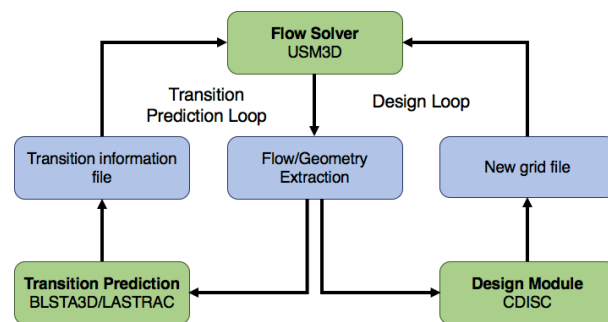 Flow Solver
USM3D
Transition
Prediction Loop
Design Loop
Transition information
file
Flow/Geometry
Extraction
New grid file
Transition Prediction
BLSTA3D/LASTRAC
Design Module
CDISC